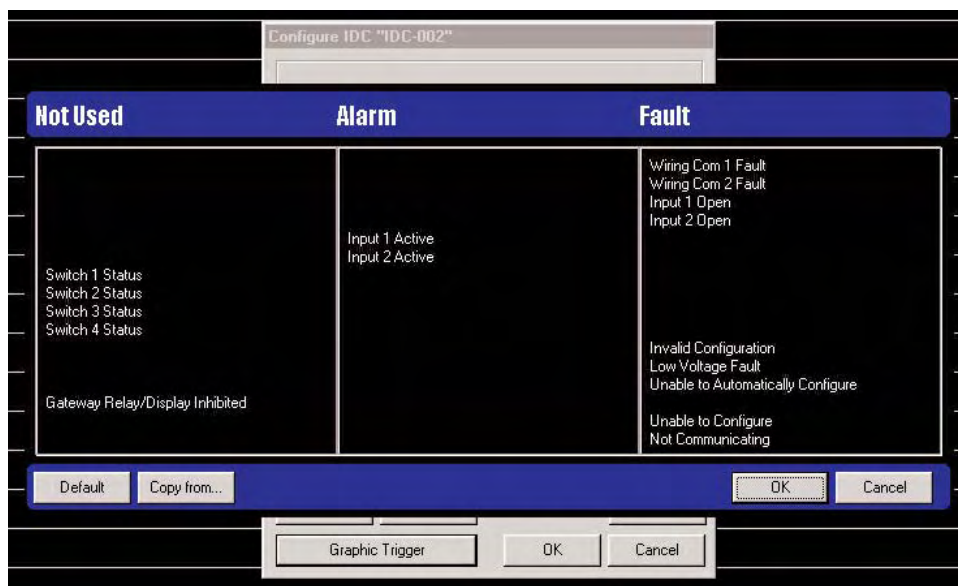 Configure IDC "IDC-002"
Not Used
Alarm
Fault
Wiring Com 1 Fault
Wiring Com 2 Fault
Input 1 Open
Input 2 Open
Input 1 Active
Input 2 Active
Switch 1 Status
Switch 2 Status
Switch 3 Status
Switch 4 Status
Invalid Configuration
Low Voltage Fault
Unable to Automatically Configure
Gateway Relay/Display Inhibited
Unable to Configure
Not Communicating
Default
Copy from...
OK
Cancel
Graphic Trigger
OK
Cancel